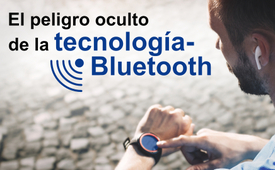 El peligro oculto
de la tecnología-
Bluetooth